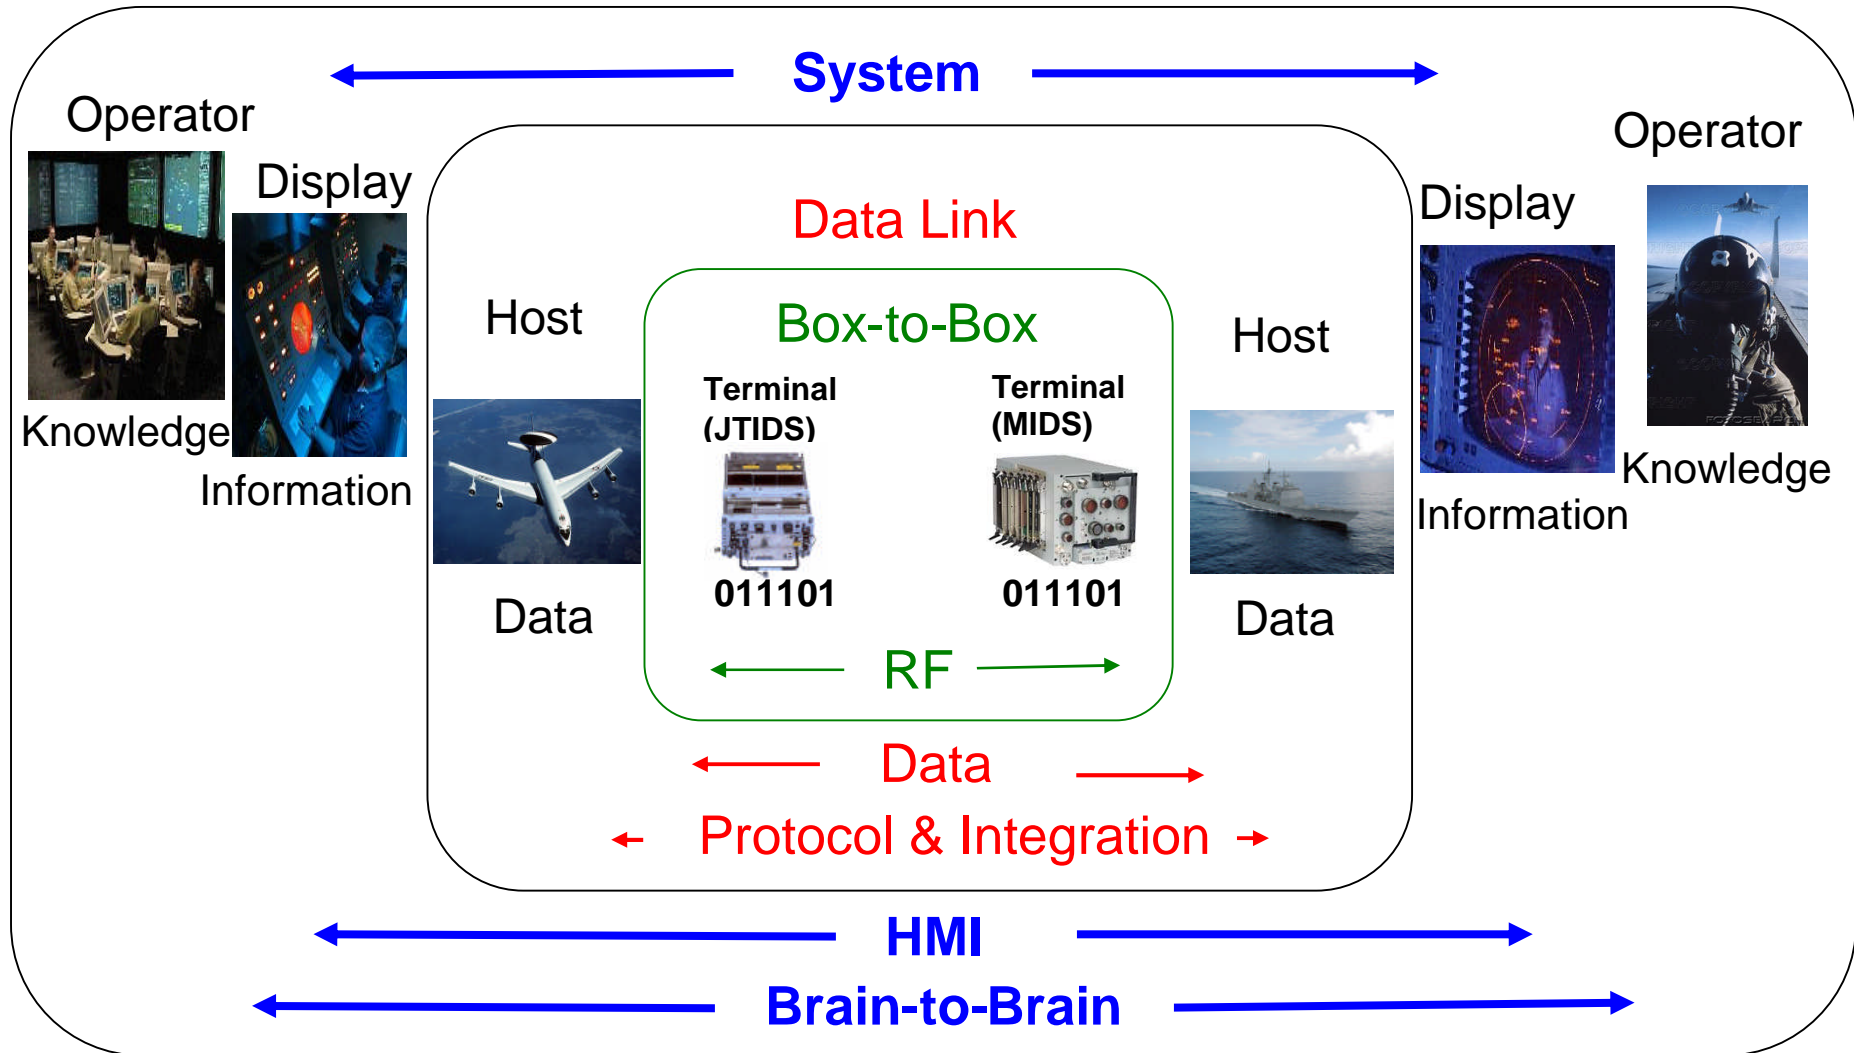 System
Operator
Operator
Display
Display
Data Link
Host
Box-to-Box
Host
Terminal
(JTIDS)
Terminal
(MIDS)
Knowledge
Information
Knowledge
Information
011101
011101
Data
Data
RF
Data
Protocol & Integration
HMI
Brain-to-Brain